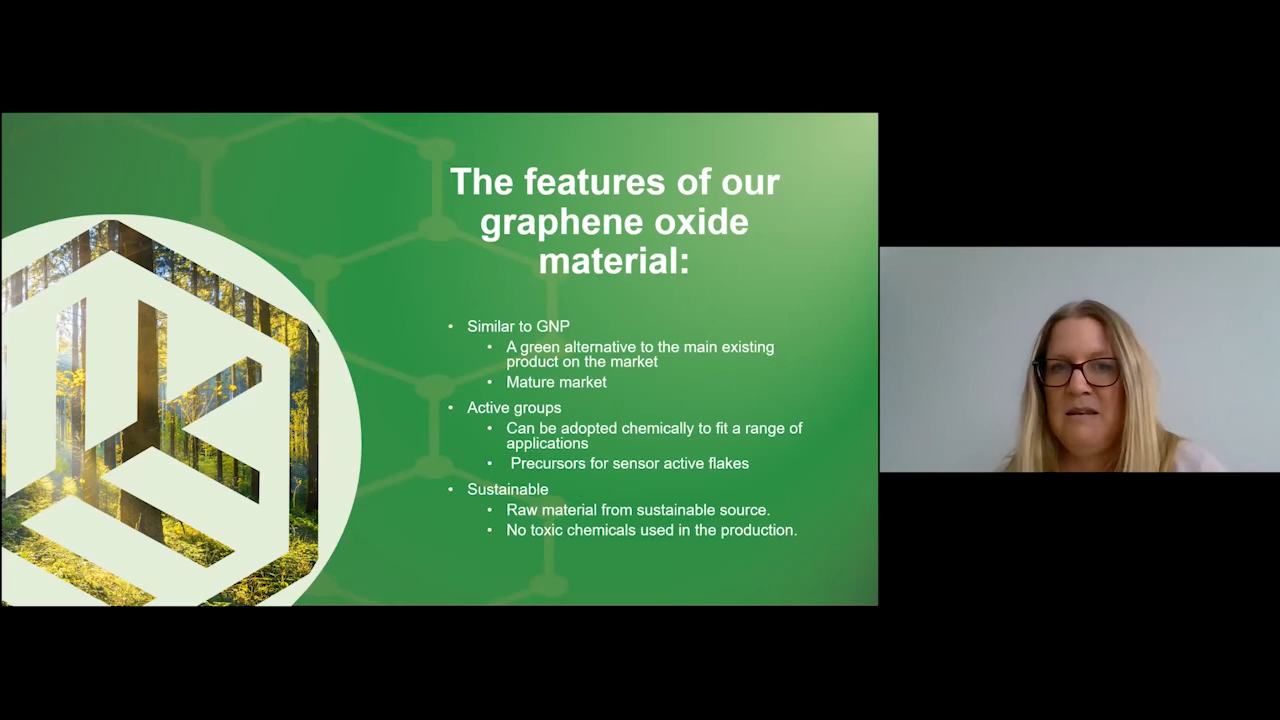 The features of our
graphene oxide
material:
• Similar to GNP
• A green alternative to the main existing
product on the market
• Mature market
• Active groups
• Can be adopted chemically to fit a range of
applications
• Precursors for sensor active flakes
• Sustainable
• Raw material from sustainable source.
• No toxic chemicals used in the production.